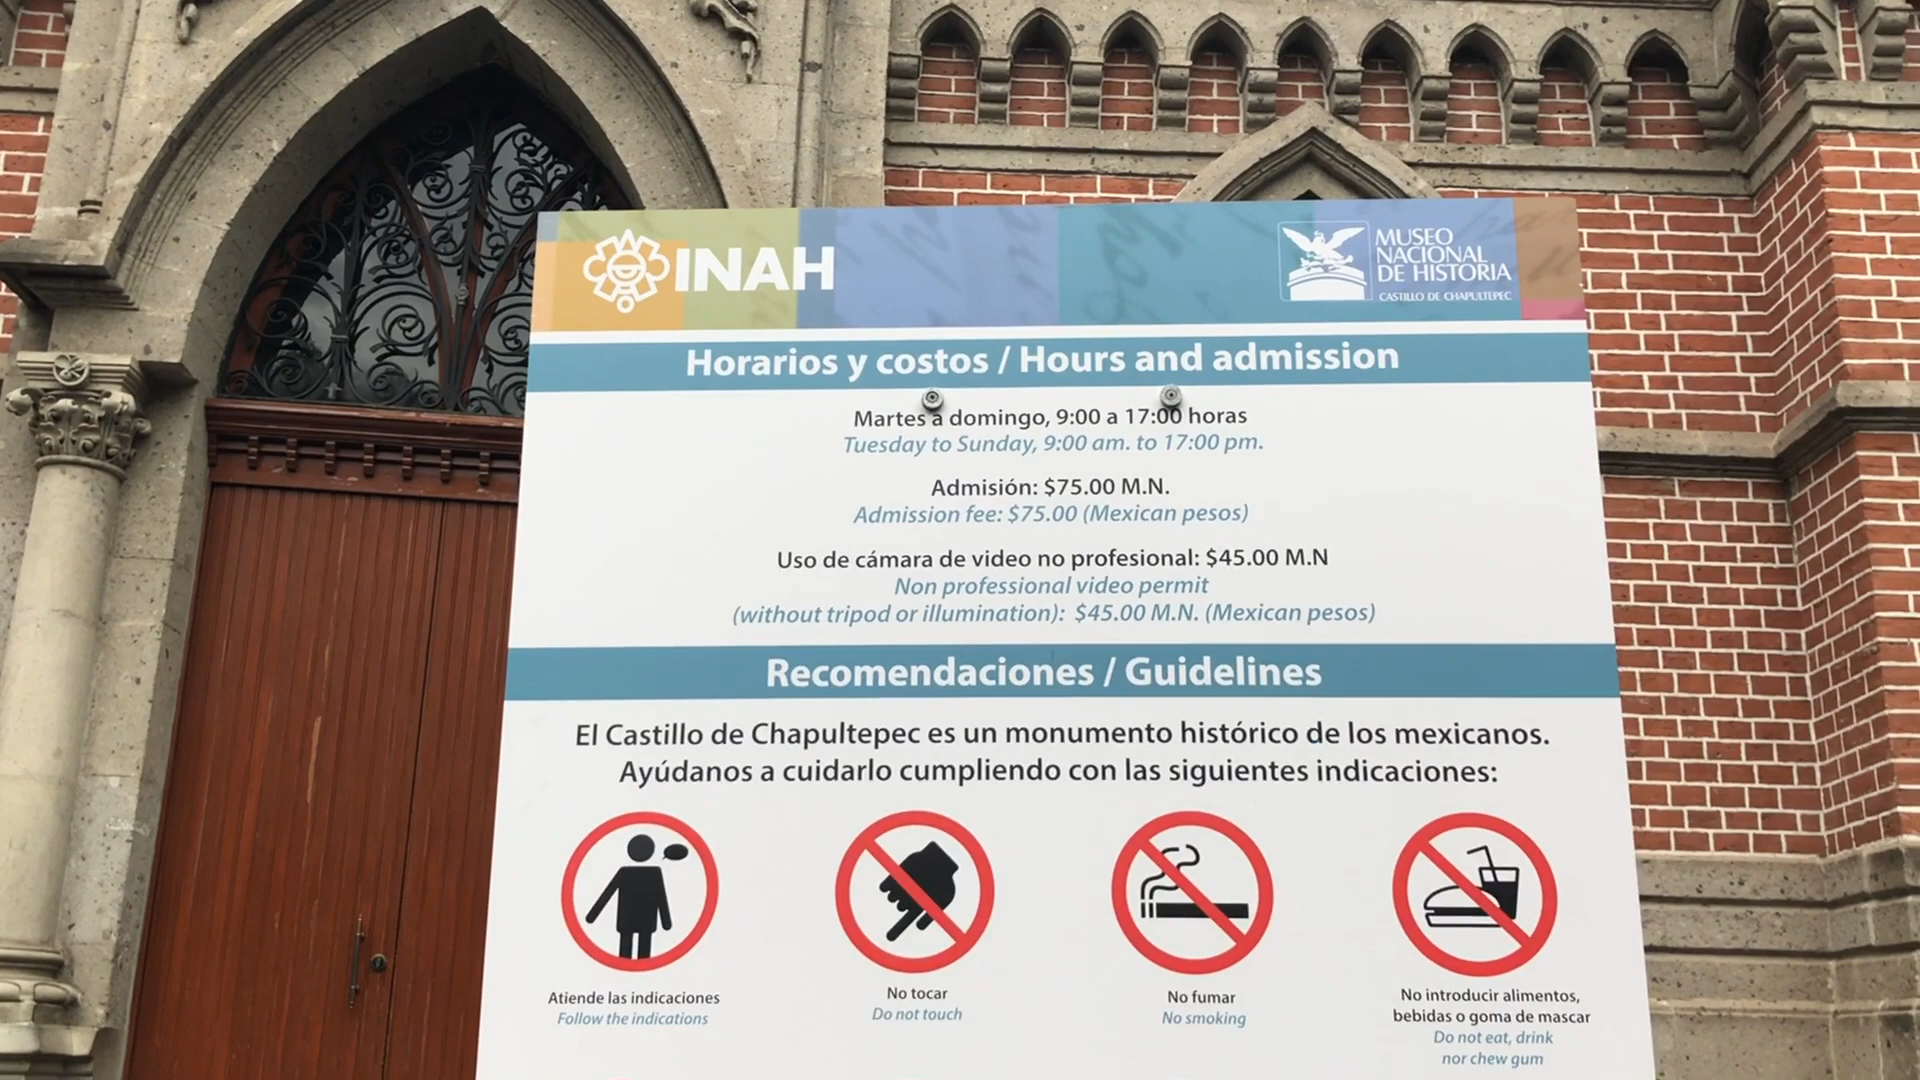 INAH
MUSEO
NACIONAL
DE HISTORIA
CASTILLO DE CHAPULTEPEC
Horarios y costos / Hours and admission
Martes a domingo, 9:00 a 17:00 horas
Tuesday to Sunday, 9:00 am. to 17:00 pm.
Admisión: $75.00 M.N.
Admission fee: $75.00 (Mexican pesos)
Uso de cámara de video no profesional: $45.00 M.N
Non professional video permit
(without tripod or illumination): $45.00 M.N. (Mexican pesos)
Recomendaciones / Guidelines
El Castillo de Chapultepec es un monumento histórico de los mexicanos.
Ayúdanos a cuidarlo cumpliendo con las siguientes indicaciones:
Atiende las indicaciones
Follow the indications
No tocar
Do not touch
No fumar
No smoking
No introducir alimentos,
bebidas o goma de mascar
Do not eat, drink
nor chew gum